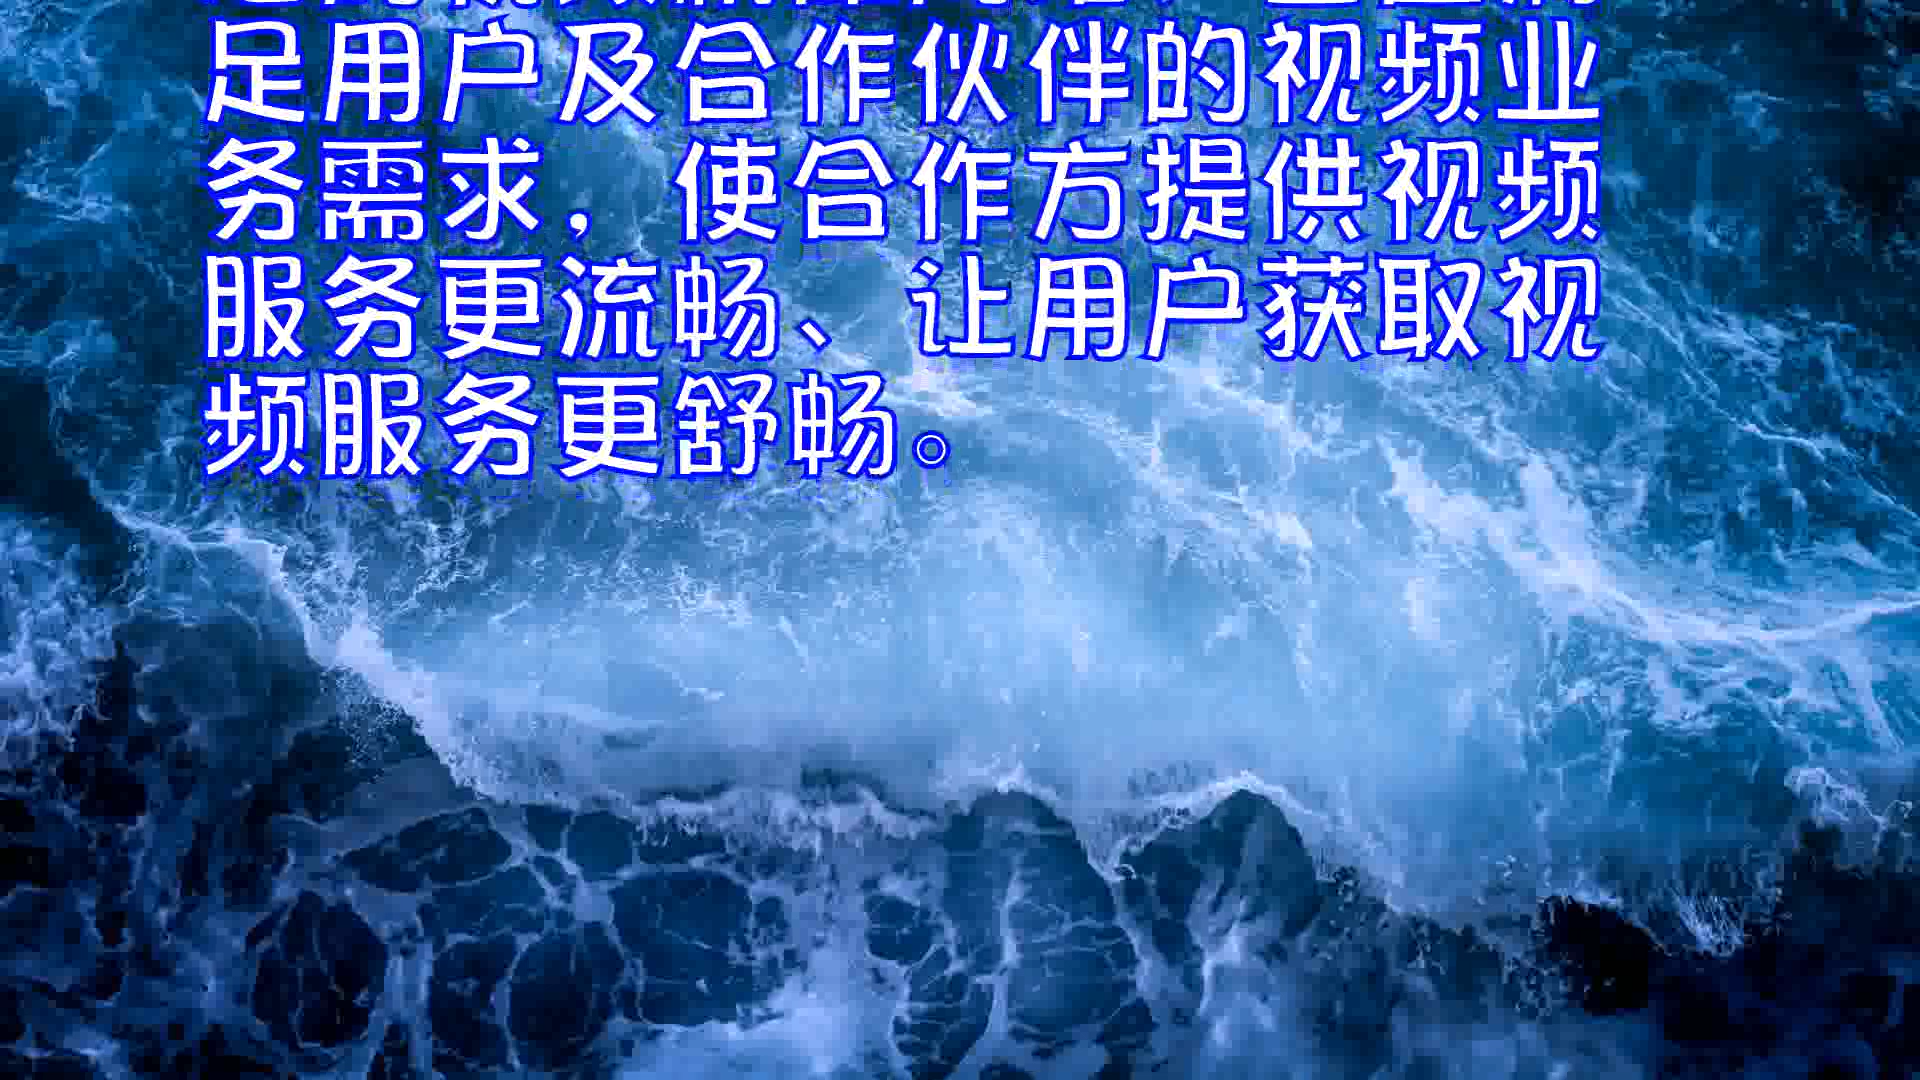 足用户及合作伙伴的视频业
务需求，使合作方提供视频
服务更流畅、让用户获取视
频服务更舒畅。